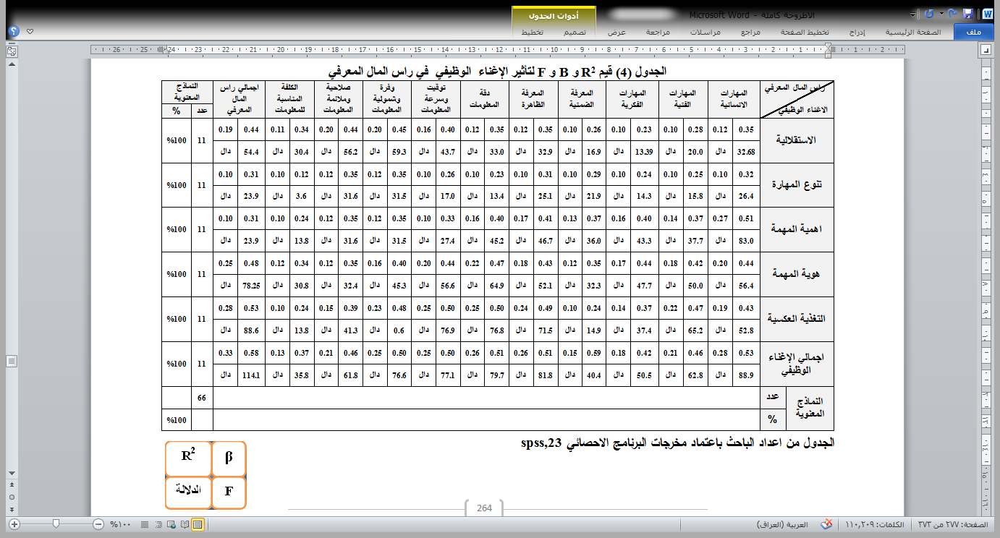 الاطروحة كاملة - Microsoft Word
أدوات الجدول
ملف الصفحة الرئيسية إدراج تخطيط الصفحة مراجع مراسلات مراجعة عرض تصميم تخطيط
الجدول (4) قيم R2 و B و F لتأثير الإغناء الوظيفي في راس المال المعرفي
راس المال المعرفي
الاغناء الوظيفي
المهارات الانسانية
المهارات الفنية
المهارات الفكرية
المعرفة الضمنية
المعرفة الظاهرة
دقة المعلومات
توقيت وسرعة المعلومات
وفرة وشمولية المعلومات
صلاحية وملائمة المعلومات
الكلفة المناسبة للمعلومات
اجمالي راس المال المعرفي
النماذج المعنوية
عدد %
الاستقلالية
0.35 0.12 0.28 0.10 0.23 0.10 0.26 0.10 0.35 0.12 0.35 0.12 0.40 0.16 0.45 0.20 0.44 0.20 0.34 0.11 0.44 0.19 11 %100
32.68 دال 20.0 دال 13.39 دال 16.9 دال 32.9 دال 33.0 دال 43.7 دال 59.3 دال 56.2 دال 30.4 دال 54.4 دال
تنوع المهارة
0.32 0.10 0.25 0.10 0.24 0.10 0.29 0.10 0.31 0.10 0.23 0.10 0.26 0.10 0.35 0.12 0.35 0.12 0.12 0.10 0.31 0.10 11 %100
26.4 دال 15.8 دال 14.3 دال 21.9 دال 25.1 دال 13.4 دال 17.0 دال 31.5 دال 31.6 دال 3.6 دال 23.9 دال
اهمية المهمة
0.51 0.27 0.37 0.14 0.40 0.16 0.37 0.13 0.41 0.17 0.40 0.16 0.33 0.10 0.35 0.12 0.35 0.12 0.24 0.10 0.31 0.10 11 %100
83.0 دال 37.7 دال 43.3 دال 36.0 دال 46.7 دال 45.2 دال 27.4 دال 31.5 دال 31.6 دال 13.8 دال 23.9 دال
هوية المهمة
0.44 0.20 0.42 0.18 0.44 0.17 0.35 0.12 0.43 0.18 0.47 0.22 0.44 0.20 0.40 0.16 0.35 0.12 0.34 0.12 0.48 0.25 11 %100
56.4 دال 50.0 دال 47.7 دال 32.3 دال 52.1 دال 64.9 دال 56.6 دال 45.3 دال 32.4 دال 30.8 دال 78.25 دال
التغذية العكسية
0.43 0.19 0.47 0.22 0.37 0.14 0.24 0.10 0.49 0.24 0.50 0.25 0.50 0.25 0.48 0.23 0.39 0.15 0.24 0.10 0.53 0.28 11 %100
52.8 دال 65.2 دال 37.4 دال 14.9 دال 71.5 دال 76.8 دال 76.9 دال 0.6 دال 41.3 دال 13.8 دال 88.6 دال
اجمالي الإغناء الوظيفي
0.53 0.28 0.46 0.21 0.42 0.18 0.59 0.15 0.51 0.26 0.51 0.26 0.50 0.25 0.50 0.25 0.46 0.21 0.37 0.13 0.58 0.33 11 %100
88.9 دال 62.8 دال 50.5 دال 40.4 دال 81.8 دال 79.7 دال 77.1 دال 76.6 دال 61.8 دال 35.8 دال 114.1 دال
النماذج المعنوية
عدد 66
% %100
الجدول من اعداد الباحث باعتماد مخرجات البرنامج الاحصائي spss,23
β R2
F الدلالة
264
الصفحة: ٢٧٧ من ٣٧٣ الكلمات: ١١٠,٢٠٩ العربية (العراق) ١٠٠%